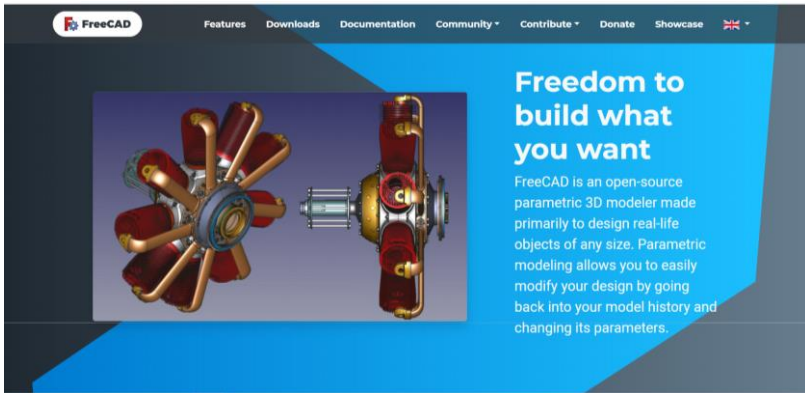 FreeCAD
Features Downloads Documentation Community Contribute Donate Showcase
Freedom to
build what
you want
FreeCAD is an open-source
parametric 3D modeler made
primarily to design real-life
objects of any size. Parametric
modeling allows you to easily
modify your design by going
back into your model history and
changing its parameters.